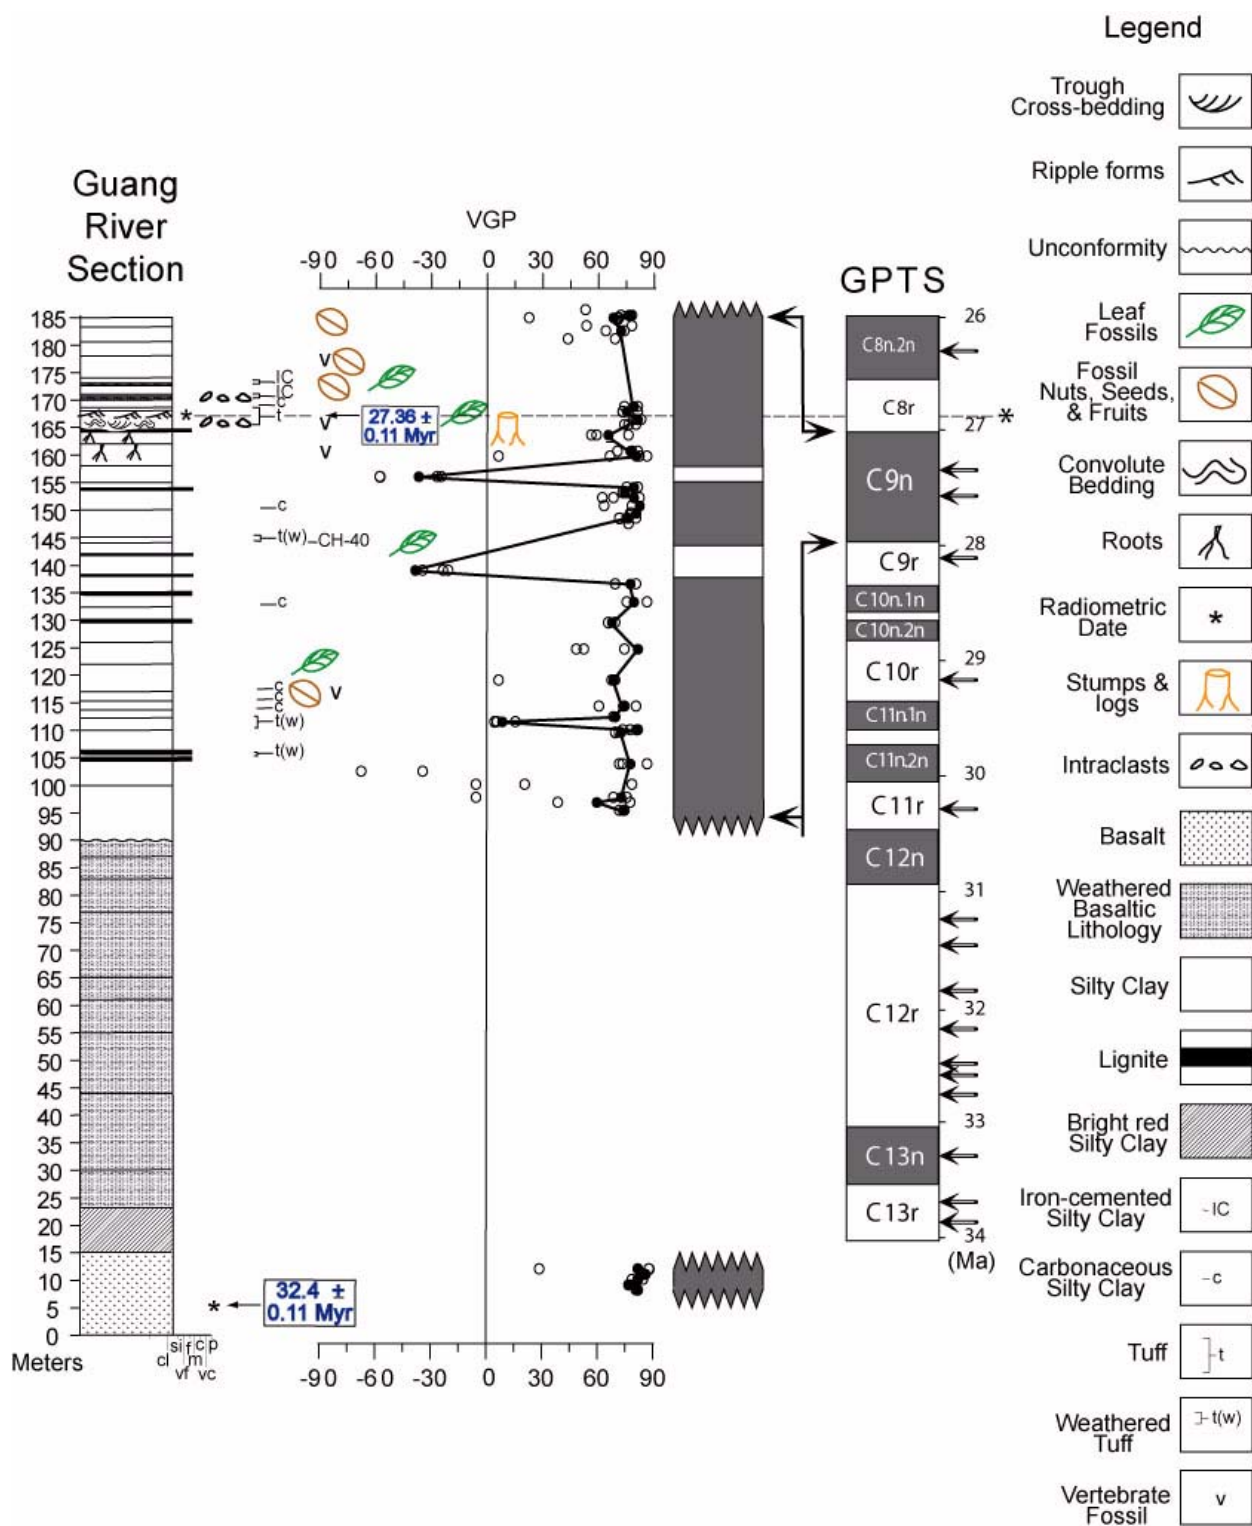 Legend
Trough
Cross-bedding
Ripple forms
Unconformity
Leaf
Fossils
Fossil
Nuts, Seeds,
& Fruits
Convolute
Bedding
Roots
Radiometric
Date
*
Stumps &
logs
Intraclasts
Basalt
Weathered
Basaltic
Lithology
Silty Clay
Lignite
Bright red
Silty Clay
Iron-cemented
Silty Clay
IC
Carbonaceous
Silty Clay
c
Tuff
t
Weathered
Tuff
t(w)
Vertebrate
Fossil
v
Guang
River
Section
185
180
175
170
165
160
155
150
145
140
135
130
125
120
115
110
105
100
95
90
85
80
75
70
65
60
55
50
45
40
35
30
25
20
15
10
5
0
Meters
cl
si
vf
f
m
c
vc
p
IC
IC
c
t
c
t(w)
CH-40
c
c
c
c
t(w)
t(w)
v
v
v
v
*
27.36 ±
0.11 Myr
*
32.4 ±
0.11 Myr
VGP
-90 -60 -30 0 30 60 90
-90 -60 -30 0 30 60 90
GPTS
C8n.2n
C8r
C9n
C9r
C10n.1n
C10n.2n
C10r
C11n.1n
C11n.2n
C11r
C12n
C12r
C13n
C13r
26
27
*
28
29
30
31
32
33
34
(Ma)